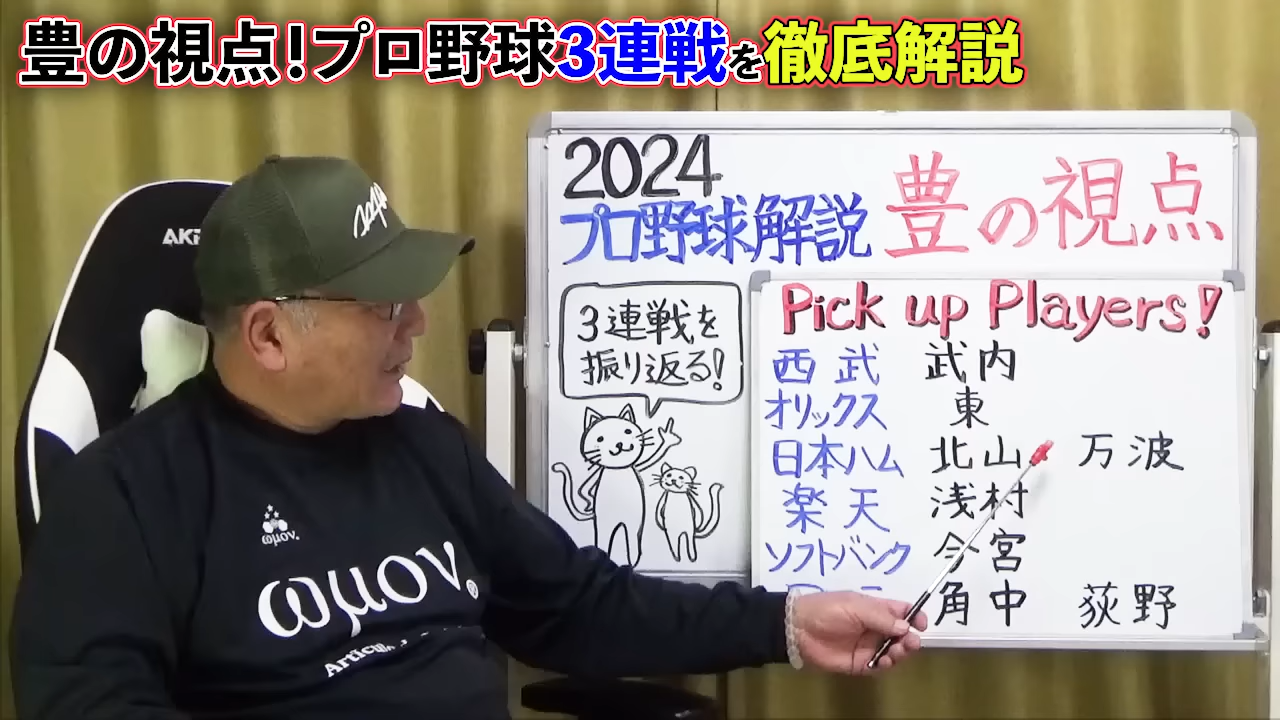 豊の視点!プロ野球3連戦を徹底解説
2024
プロ野球解説 豊の視点
3連戦を
振り返る!
Pick up Players!
西武 武内
オリックス 東
日本ハム 北山 万波
楽天 浅村
ソフトバンク 今宮
角中 荻野
AKR
ωμον.
ωμον.